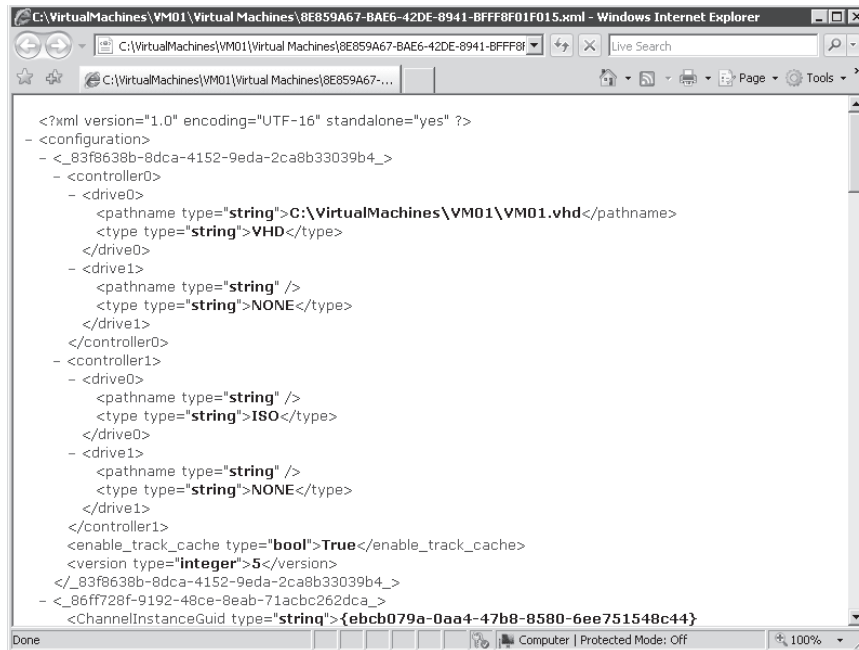 C:\VirtualMachines\VM01\Virtual Machines\8E859A67-BAE6-42DE-8941-BFFF8F01F015.xml - Windows Internet Explorer
C:\VirtualMachines\VM01\Virtual Machines\8E859A67-BAE6-42DE-8941-BFFF8F
Live Search
C:\VirtualMachines\VM01\Virtual Machines\8E859A67-...
Page Tools
<?xml version="1.0" encoding="UTF-16" standalone="yes" ?>
- <configuration>
- <_83f8638b-8dca-4152-9eda-2ca8b33039b4_>
- <controller0>
- <drive0>
<pathname type="string">C:\VirtualMachines\VM01\VM01.vhd</pathname>
<type type="string">VHD</type>
</drive0>
- <drive1>
<pathname type="string" />
<type type="string">NONE</type>
</drive1>
</controller0>
- <controller1>
- <drive0>
<pathname type="string" />
<type type="string">ISO</type>
</drive0>
- <drive1>
<pathname type="string" />
<type type="string">NONE</type>
</drive1>
</controller1>
<enable_track_cache type="bool">True</enable_track_cache>
<version type="integer">5</version>
</_83f8638b-8dca-4152-9eda-2ca8b33039b4_>
- <_86ff728f-9192-48ce-8eab-71acbc262dca_>
<ChannelInstanceGuid type="string">{ebcb079a-0aa4-47b8-8580-6ee751548c44}
Done
Computer | Protected Mode: Off
100%